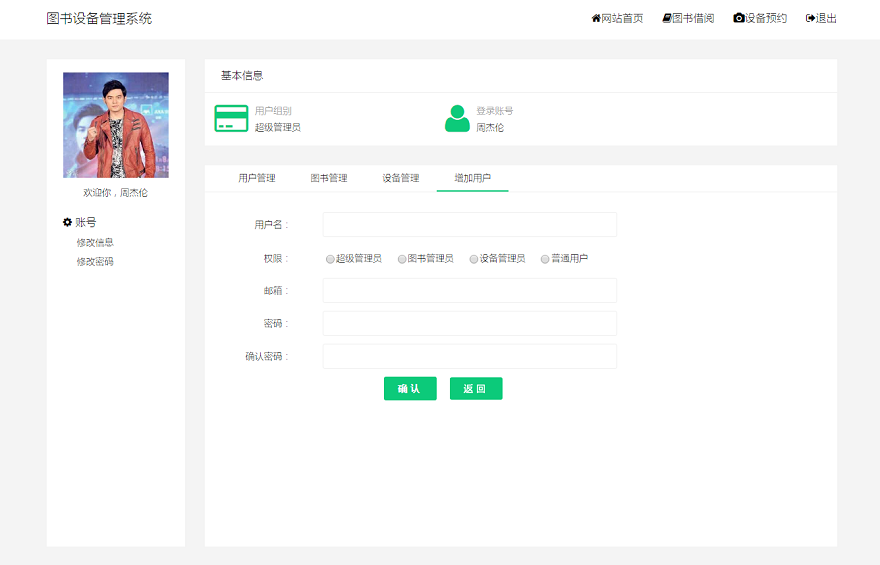 图书设备管理系统
网站首页 图书借阅 设备预约 退出
欢迎你，周杰伦
账号
修改信息
修改密码
基本信息
用户组别
超级管理员
登录账号
周杰伦
用户管理 图书管理 设备管理 增加用户
用户名：
权限： 超级管理员 图书管理员 设备管理员 普通用户
邮箱：
密码：
确认密码：
确 认 返 回